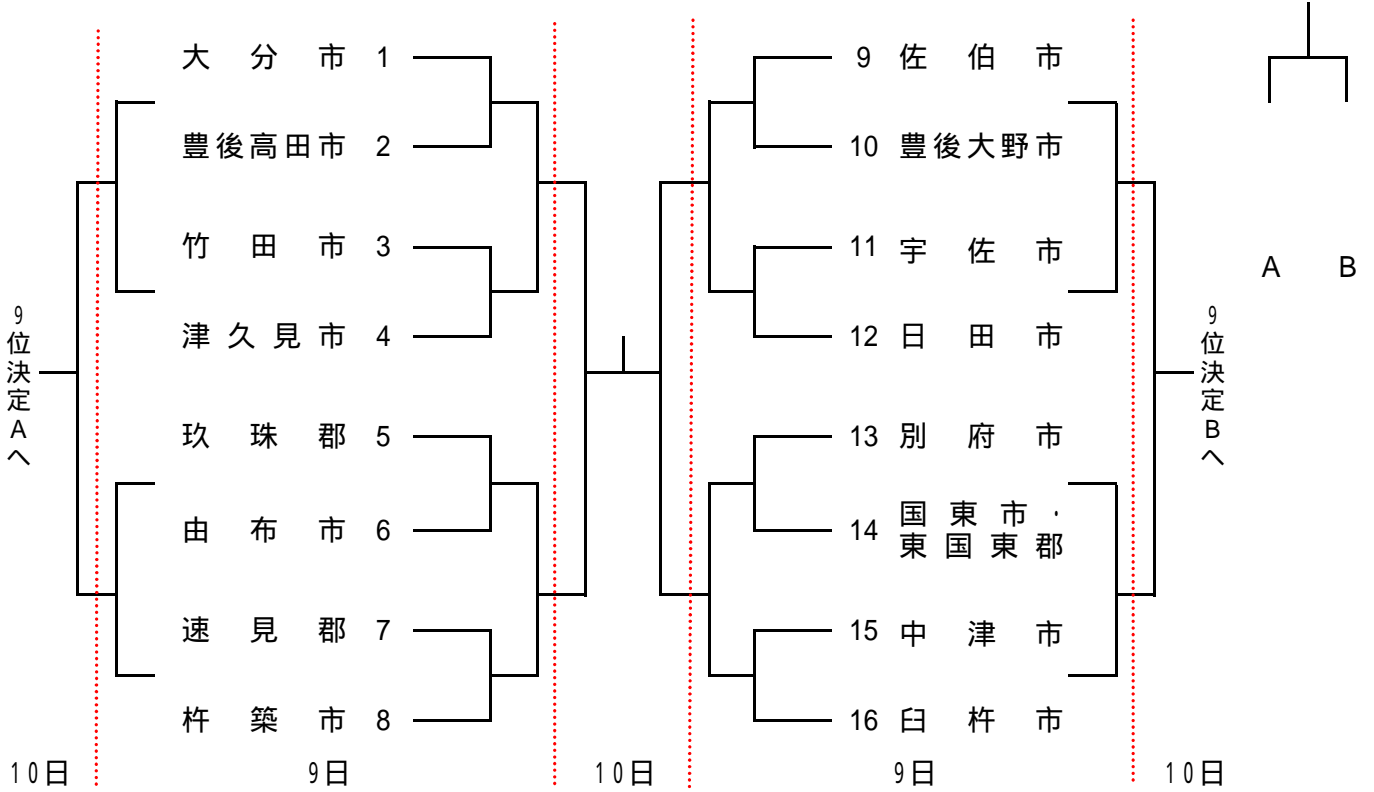 大分市 1
豊後高田市 2
竹田市 3
津久見市 4
玖珠郡 5
由布市 6
速見郡 7
杵築市 8
9 佐伯市
10 豊後大野市
11 宇佐市
12 日田市
13 別府市
14 国東市・
東国東郡
15 中津市
16 臼杵市
9位決定Aへ
9位決定Bへ
A B
10日 9日 10日 9日 10日